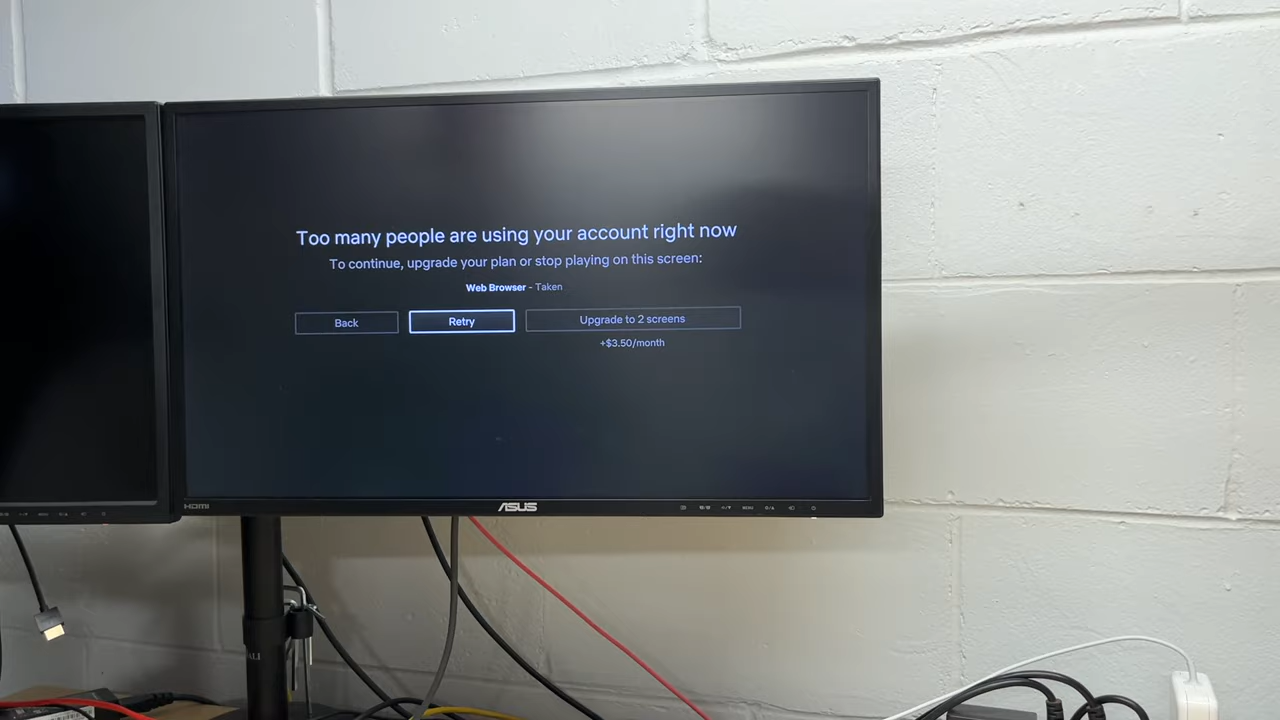 Too many people are using your account right now
To continue, upgrade your plan or stop playing on this screen:
Web Browser - Taken
Back
Retry
Upgrade to 2 screens
+$3.50/month
HDMI
ASUS
MENU